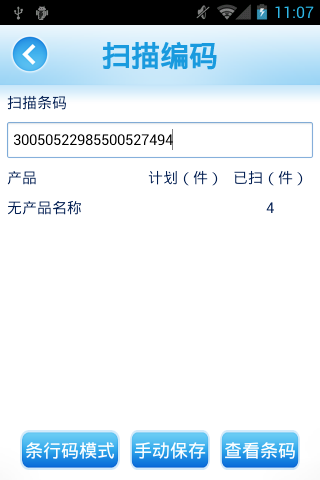 11:07
扫描编码
扫描条码
30050522985500527494
产品 计划（件） 已扫（件）
无产品名称 4
条行码模式 手动保存 查看条码